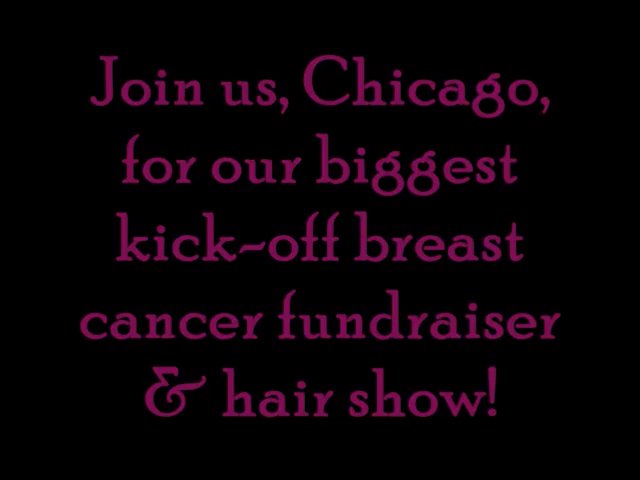 Join us, Chicago,
for our biggest
kick-off breast
cancer fundraiser
& hair show!